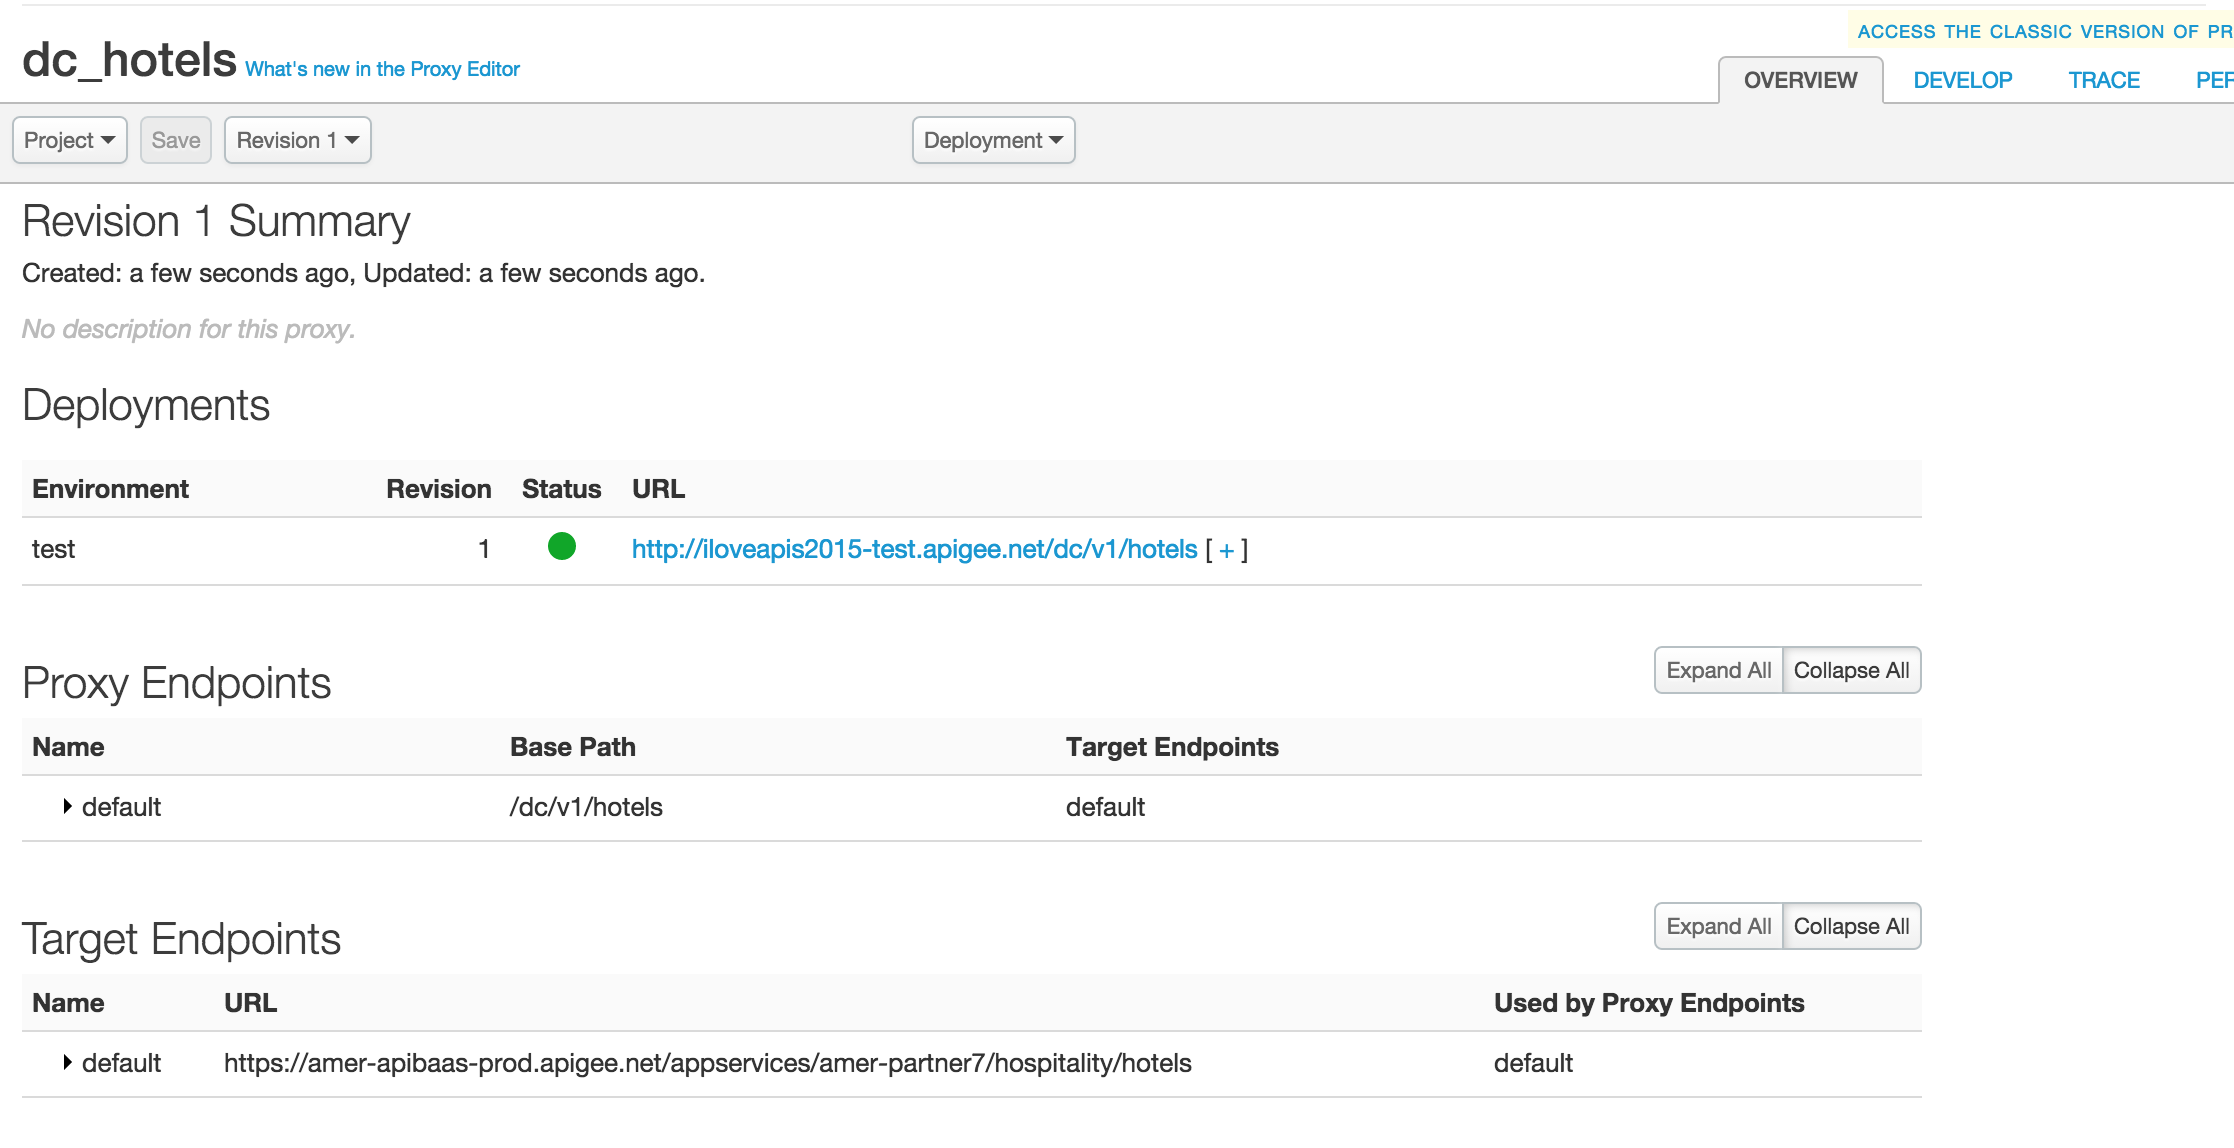 ACCESS THE CLASSIC VERSION OF PR
dc_hotels What's new in the Proxy Editor
OVERVIEW DEVELOP TRACE PER
Project Save Revision 1 Deployment
Revision 1 Summary
Created: a few seconds ago, Updated: a few seconds ago.
No description for this proxy.
Deployments
Environment Revision Status URL
test 1 http://iloveapis2015-test.apigee.net/dc/v1/hotels [ + ]
Proxy Endpoints Expand All Collapse All
Name Base Path Target Endpoints
default /dc/v1/hotels default
Target Endpoints Expand All Collapse All
Name URL Used by Proxy Endpoints
default https://amer-apibaas-prod.apigee.net/appservices/amer-partner7/hospitality/hotels default